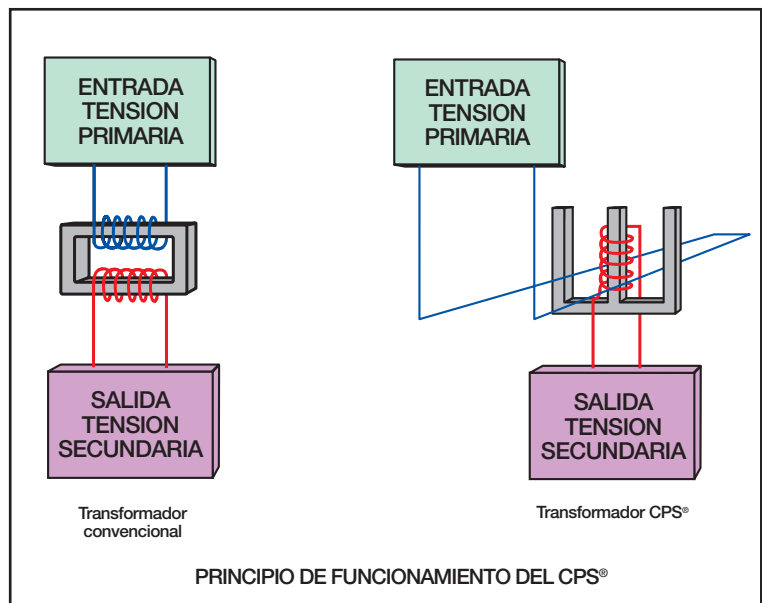 ENTRADA
TENSION
PRIMARIA
SALIDA
TENSION
SECUNDARIA
Transformador
convencional
ENTRADA
TENSION
PRIMARIA
SALIDA
TENSION
SECUNDARIA
Transformador CPS®
PRINCIPIO DE FUNCIONAMIENTO DEL CPS®